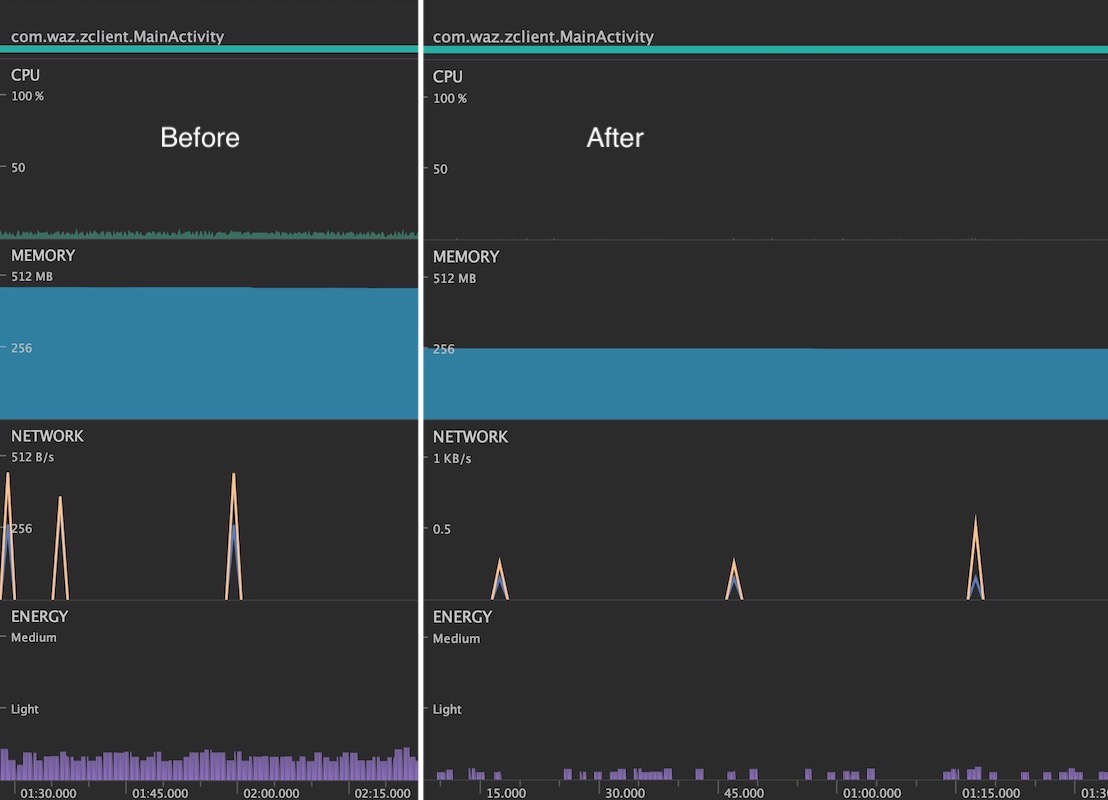 com.waz.zclient.MainActivity
CPU
100 %
Before
50
MEMORY
512 MB
256
NETWORK
512 B/s
256
ENERGY
Medium
Light
01:30.000 01:45.000 02:00.000 02:15.000
com.waz.zclient.MainActivity
CPU
100 %
After
50
MEMORY
512 MB
256
NETWORK
1 KB/s
0.5
ENERGY
Medium
Light
15.000 30.000 45.000 01:00.000 01:15.000 01:30